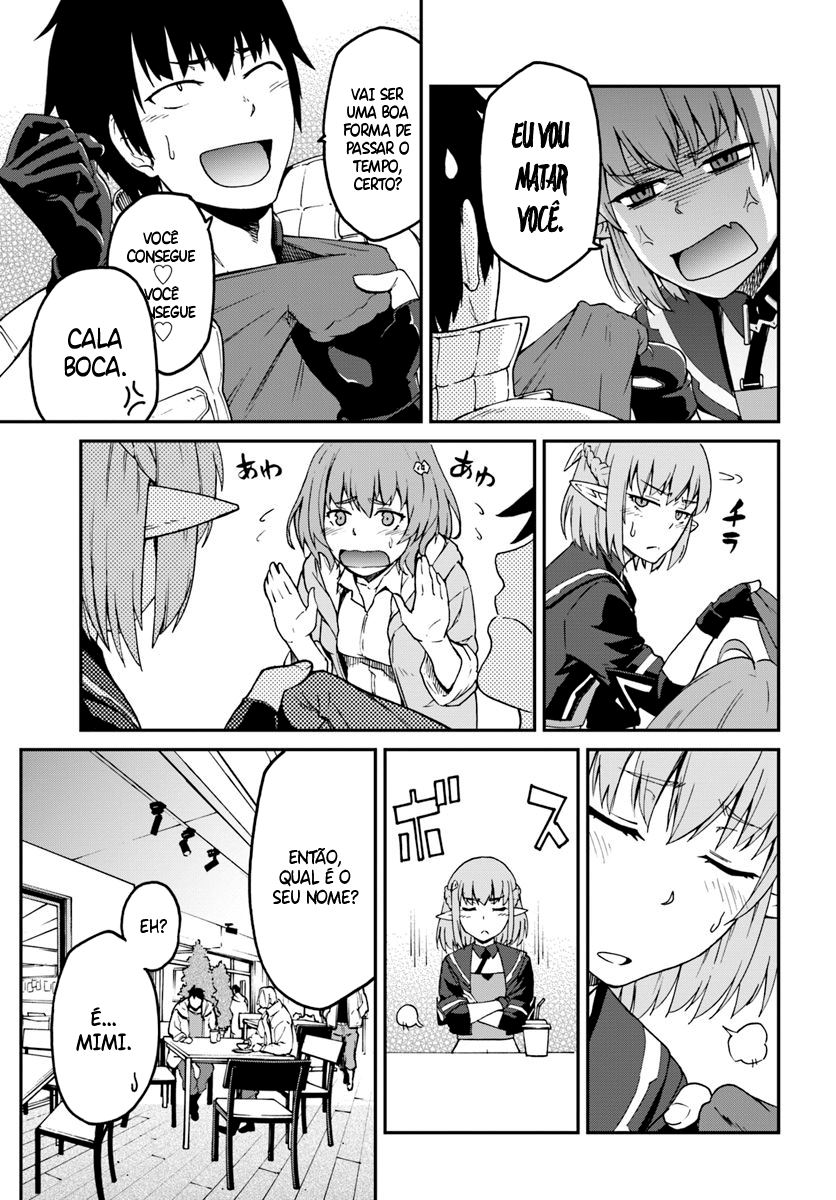 EU VOU
MATAR
VOCÊ.
VAI SER
UMA BOA
FORMA DE
PASSAR O
TEMPO,
CERTO?
VOCÊ
CONSEGUE
♡
VOCÊ
NSEGUE
♡
CALA
BOCA.
チラ
あわ
あわ
ボス
ENTÃO,
QUAL É O
SEU NOME?
EH?
É...
MIMI.